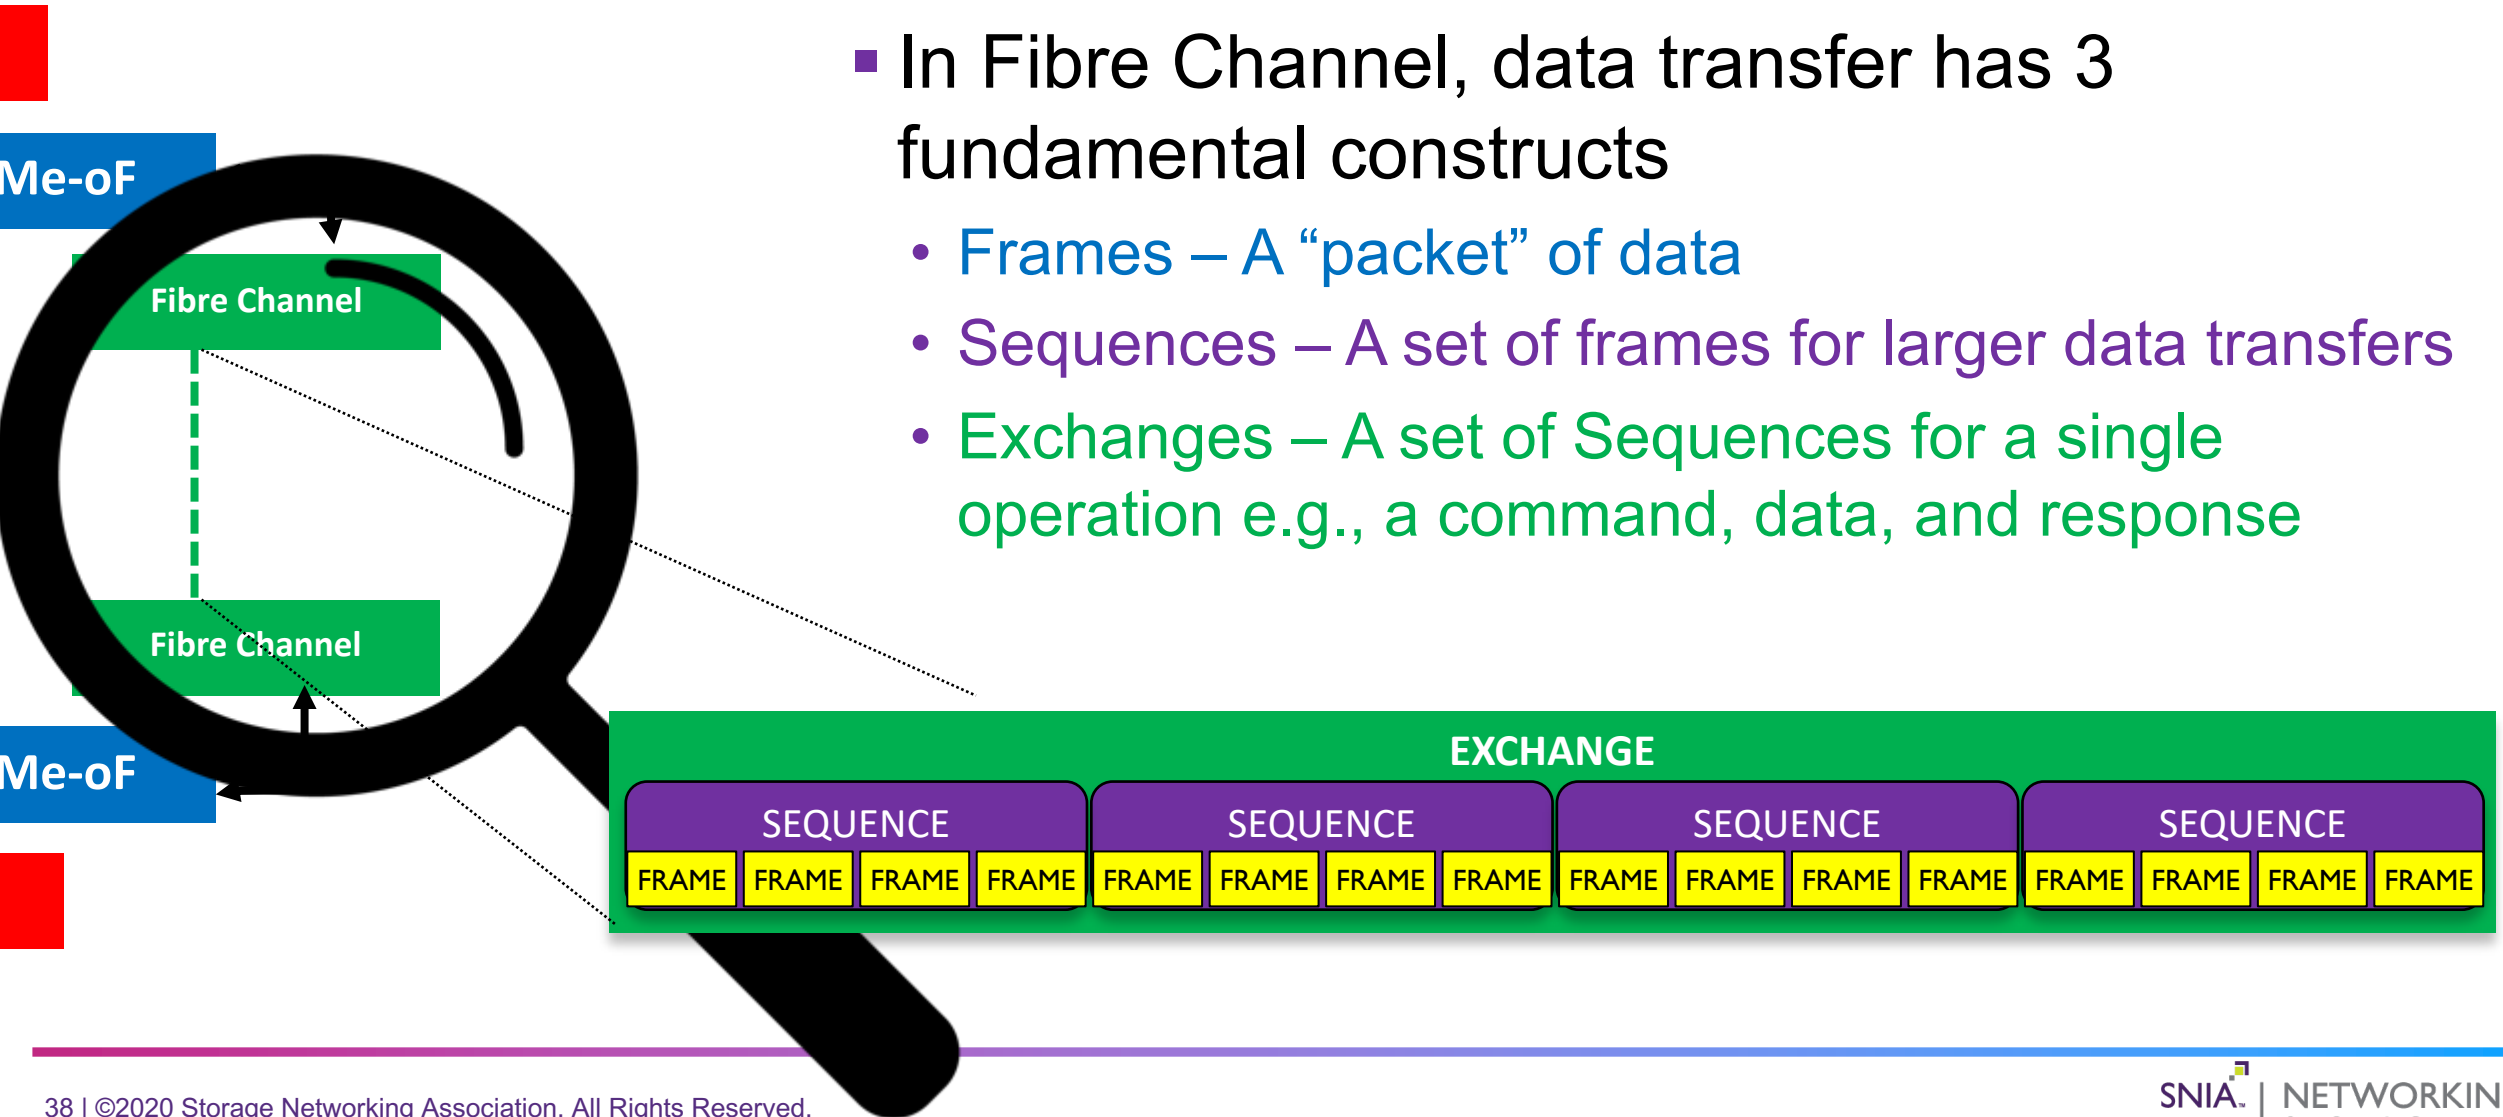 In Fibre Channel, data transfer has 3
fundamental constructs
Frames – A “packet” of data
Sequences – A set of frames for larger data transfers
Exchanges – A set of Sequences for a single
operation e.g., a command, data, and response
Me-oF
Fibre Channel
Fibre Channel
Me-oF
EXCHANGE
SEQUENCE SEQUENCE SEQUENCE SEQUENCE
FRAME FRAME FRAME FRAME FRAME FRAME FRAME FRAME FRAME FRAME FRAME FRAME FRAME FRAME FRAME FRAME
38 | ©2020 Storage Networking Association. All Rights Reserved.
SNIA™ | NETWORKIN